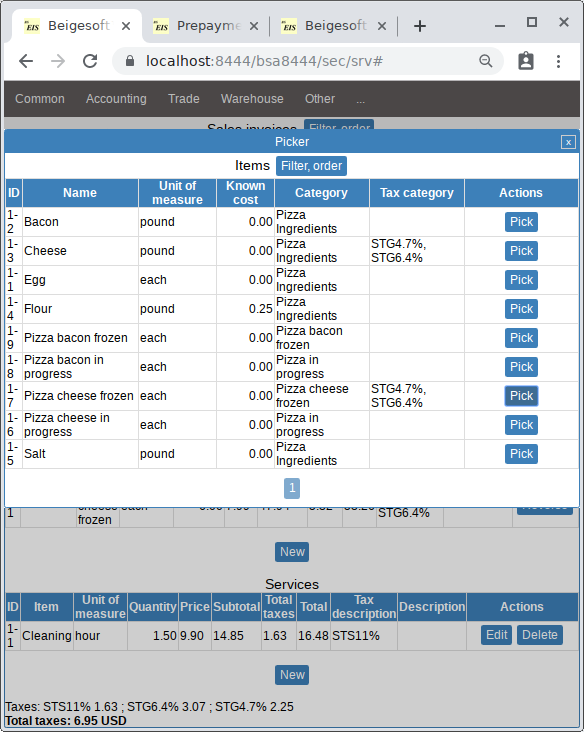 EIS Beigesoft × EIS Prepayme × EIS Beigesoft × +
localhost:8444/bsa8444/sec/srv#
Common Accounting Trade Warehouse Other ...
Sales invoices Filter, order
Picker x
Items Filter, order
ID Name Unit of measure Known cost Category Tax category Actions
1-2 Bacon pound 0.00 Pizza Ingredients Pick
1-3 Cheese pound 0.00 Pizza Ingredients STG4.7%, STG6.4% Pick
1-1 Egg each 0.00 Pizza Ingredients Pick
1-4 Flour pound 0.25 Pizza Ingredients Pick
1-9 Pizza bacon frozen each 0.00 Pizza bacon frozen Pick
1-8 Pizza bacon in progress each 0.00 Pizza in progress Pick
1-7 Pizza cheese frozen each 0.00 Pizza cheese frozen STG4.7%, STG6.4% Pick
1-6 Pizza cheese in progress each 0.00 Pizza in progress Pick
1-5 Salt pound 0.00 Pizza Ingredients Pick
1
1 cheese each
frozen STG6.4% Reverse
New
Services
ID Item Unit of measure Quantity Price Subtotal Total taxes Total Tax description Description Actions
1-1 Cleaning hour 1.50 9.90 14.85 1.63 16.48 STS11% Edit Delete
New
Taxes: STS11% 1.63 ; STG6.4% 3.07 ; STG4.7% 2.25
Total taxes: 6.95 USD